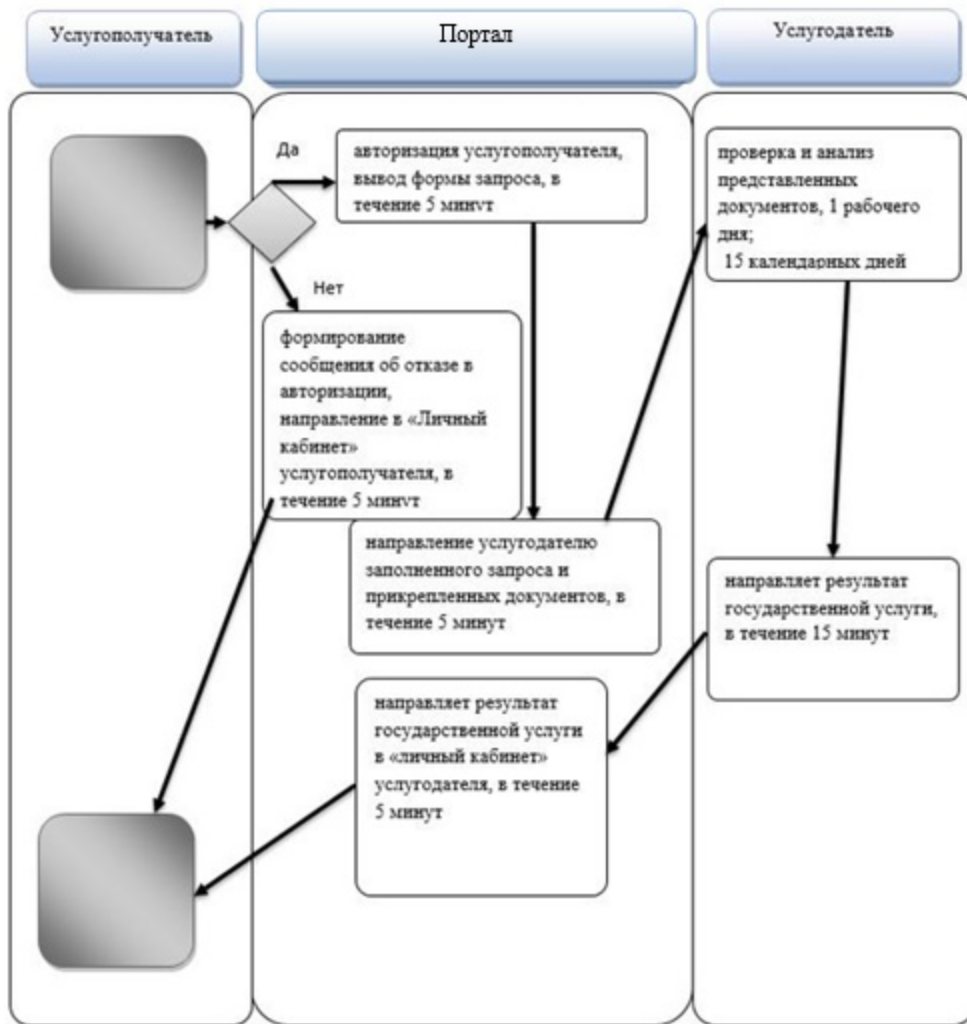 Услугополучатель
Портал
Услугодатель
Да
авторизация услугополучателя,
вывод формы запроса, в
течение 5 минут
Нет
формирование
сообщения об отказе в
авторизации,
направление в «Личный
кабинет»
услугополучателя, в
течение 5 минут
направление услугодателю
заполненного запроса и
прикрепленных документов, в
течение 5 минут
проверка и анализ
представленных
документов, 1 рабочего
дня;
15 календарных дней
направляет результат
государственной услуги,
в течение 15 минут
направляет результат
государственной услуги
в «личный кабинет»
услугодателя, в течение
5 минут